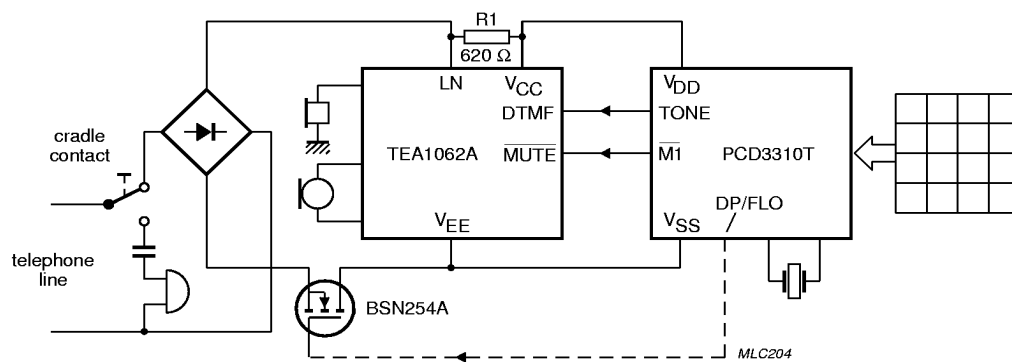 R1
620 Ω
LN
VCC
VDD
DTMF
TONE
cradle
contact
TEA1062A
MUTE
M1
PCD3310T
DP/FLO
VEE
VSS
telephone
line
BSN254A
MLC204